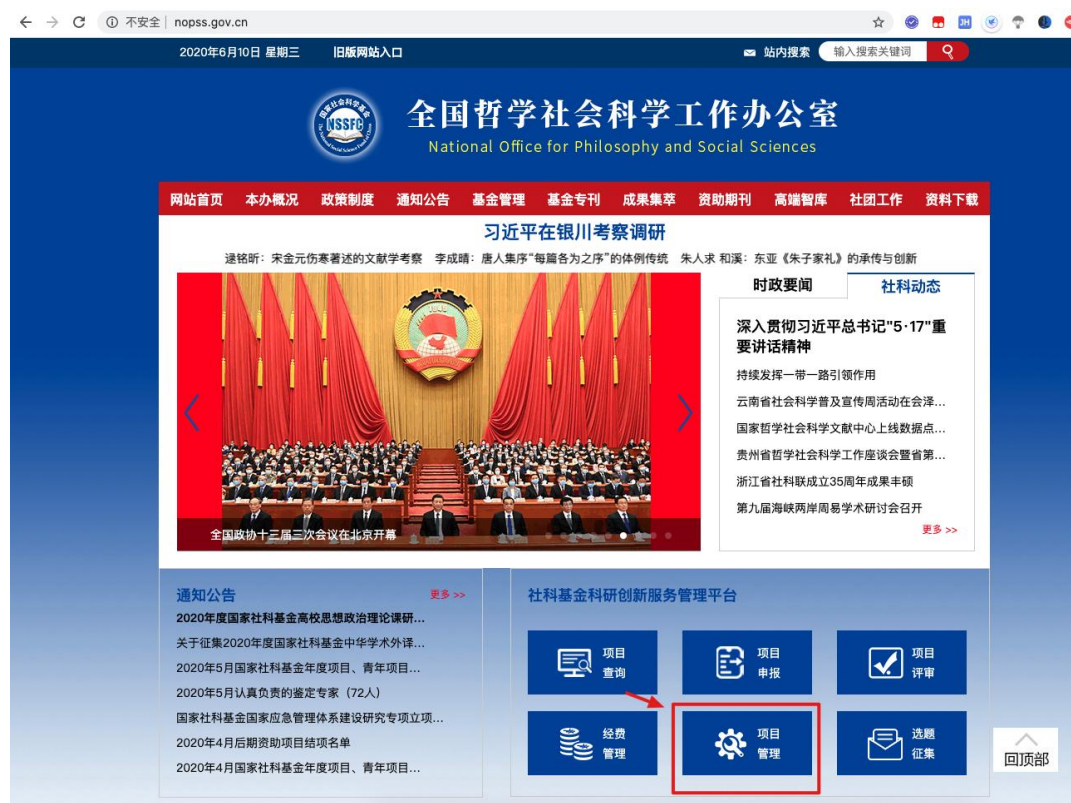 不安全 nopss.gov.cn
2020年6月10日 星期三 旧版网站入口 站内搜索 输入搜索关键词
国家社会科学基金
NSSFC
全国哲学社会科学工作办公室
National Office for Philosophy and Social Sciences
网站首页 本办概况 政策制度 通知公告 基金管理 基金专刊 成果集萃 资助期刊 高端智库 社团工作 资料下载
习近平在银川考察调研
逯铭昕：宋金元伤寒著述的文献学考察 李成晴：唐人集序“每篇各为之序”的体例传统 朱人求 和溪：东亚《朱子家礼》的承传与创新
全国政协十三届三次会议在北京开幕
时政要闻 社科动态
深入贯彻习近平总书记"5·17"重
要讲话精神
持续发挥一带一路引领作用
云南省社会科学普及宣传周活动在会泽...
国家哲学社会科学文献中心上线数据点...
贵州省哲学社会科学工作座谈会暨省第...
浙江省社科联成立35周年成果丰硕
第九届海峡两岸周易学术研讨会召开
更多 >>
通知公告 更多 >>
2020年度国家社科基金高校思想政治理论课研...
关于征集2020年度国家社科基金中华学术外译...
2020年5月国家社科基金年度项目、青年项目...
2020年5月认真负责的鉴定专家（72人）
国家社科基金国家应急管理体系建设研究专项立项...
2020年4月后期资助项目结项名单
2020年4月国家社科基金年度项目、青年项目...
社科基金科研创新服务管理平台
项目
查询
项目
申报
项目
评审
经费
管理
项目
管理
选题
征集
回顶部